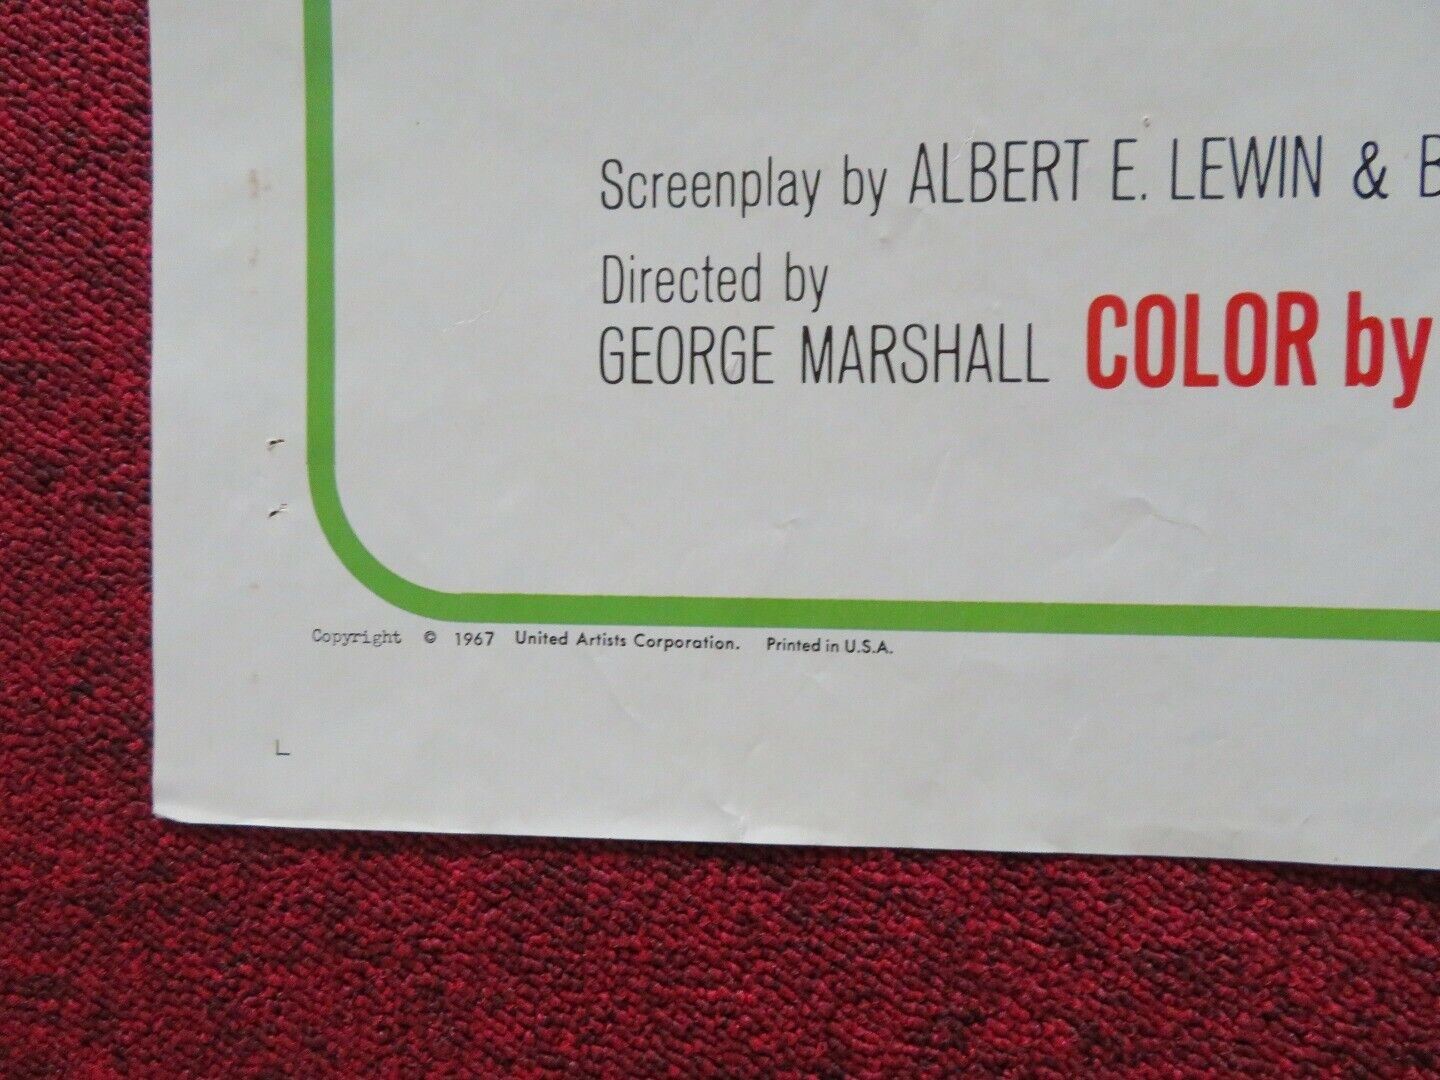 Screenplay by ALBERT E. LEWIN & B
Directed by
GEORGE MARSHALL COLOR by
Copyright © 1967 United Artists Corporation. Printed in U.S.A.
L